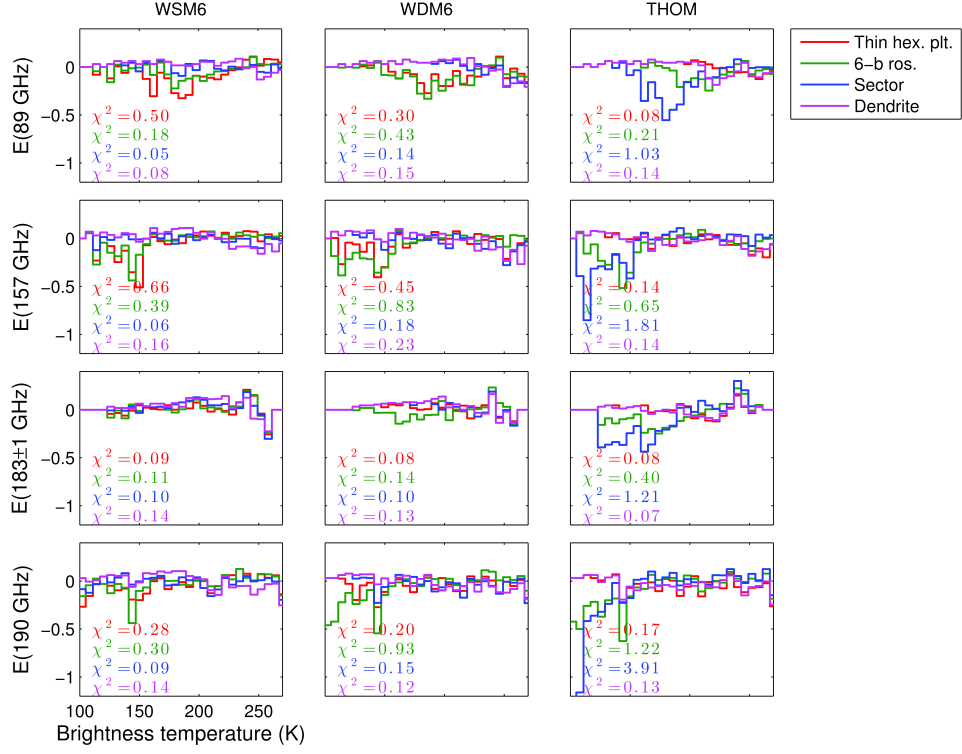 WSM6 WDM6 THOM
Thin hex. plt.
6−b ros.
Sector
Dendrite
E(89 GHz)
0
−0.5
−1
χ² = 0.50
χ² = 0.18
χ² = 0.05
χ² = 0.08
χ² = 0.30
χ² = 0.43
χ² = 0.14
χ² = 0.15
χ² = 0.08
χ² = 0.21
χ² = 1.03
χ² = 0.14
E(157 GHz)
0
−0.5
−1
χ² = 0.66
χ² = 0.39
χ² = 0.06
χ² = 0.16
χ² = 0.45
χ² = 0.83
χ² = 0.18
χ² = 0.23
χ² = 0.14
χ² = 0.65
χ² = 1.81
χ² = 0.14
E(183±1 GHz)
0
−0.5
−1
χ² = 0.09
χ² = 0.11
χ² = 0.10
χ² = 0.14
χ² = 0.08
χ² = 0.14
χ² = 0.10
χ² = 0.13
χ² = 0.08
χ² = 0.40
χ² = 1.21
χ² = 0.07
E(190 GHz)
0
−0.5
−1
χ² = 0.28
χ² = 0.30
χ² = 0.09
χ² = 0.14
χ² = 0.20
χ² = 0.93
χ² = 0.15
χ² = 0.12
χ² = 0.17
χ² = 1.22
χ² = 3.91
χ² = 0.13
100 150 200 250
Brightness temperature (K)